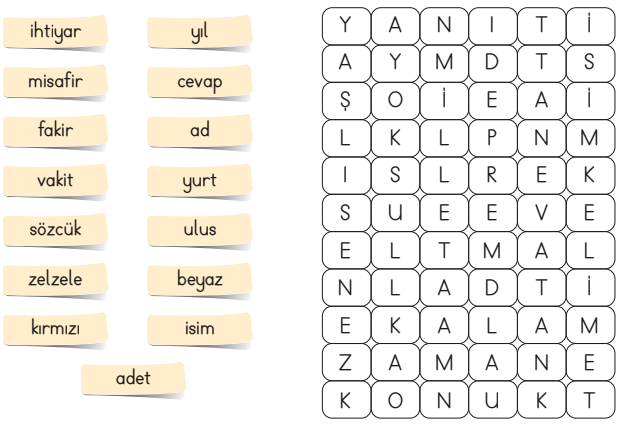 ihtiyar yıl
misafir cevap
fakir ad
vakit yurt
sözcük ulus
zelzele beyaz
kırmızı isim
adet
Y A N I T İ
A Y M D T S
Ş O İ E A İ
L K L P N M
I S L R E K
S U E E V E
E L T M A L
N L A D T İ
E K A L A M
Z A M A N E
K O N U K T